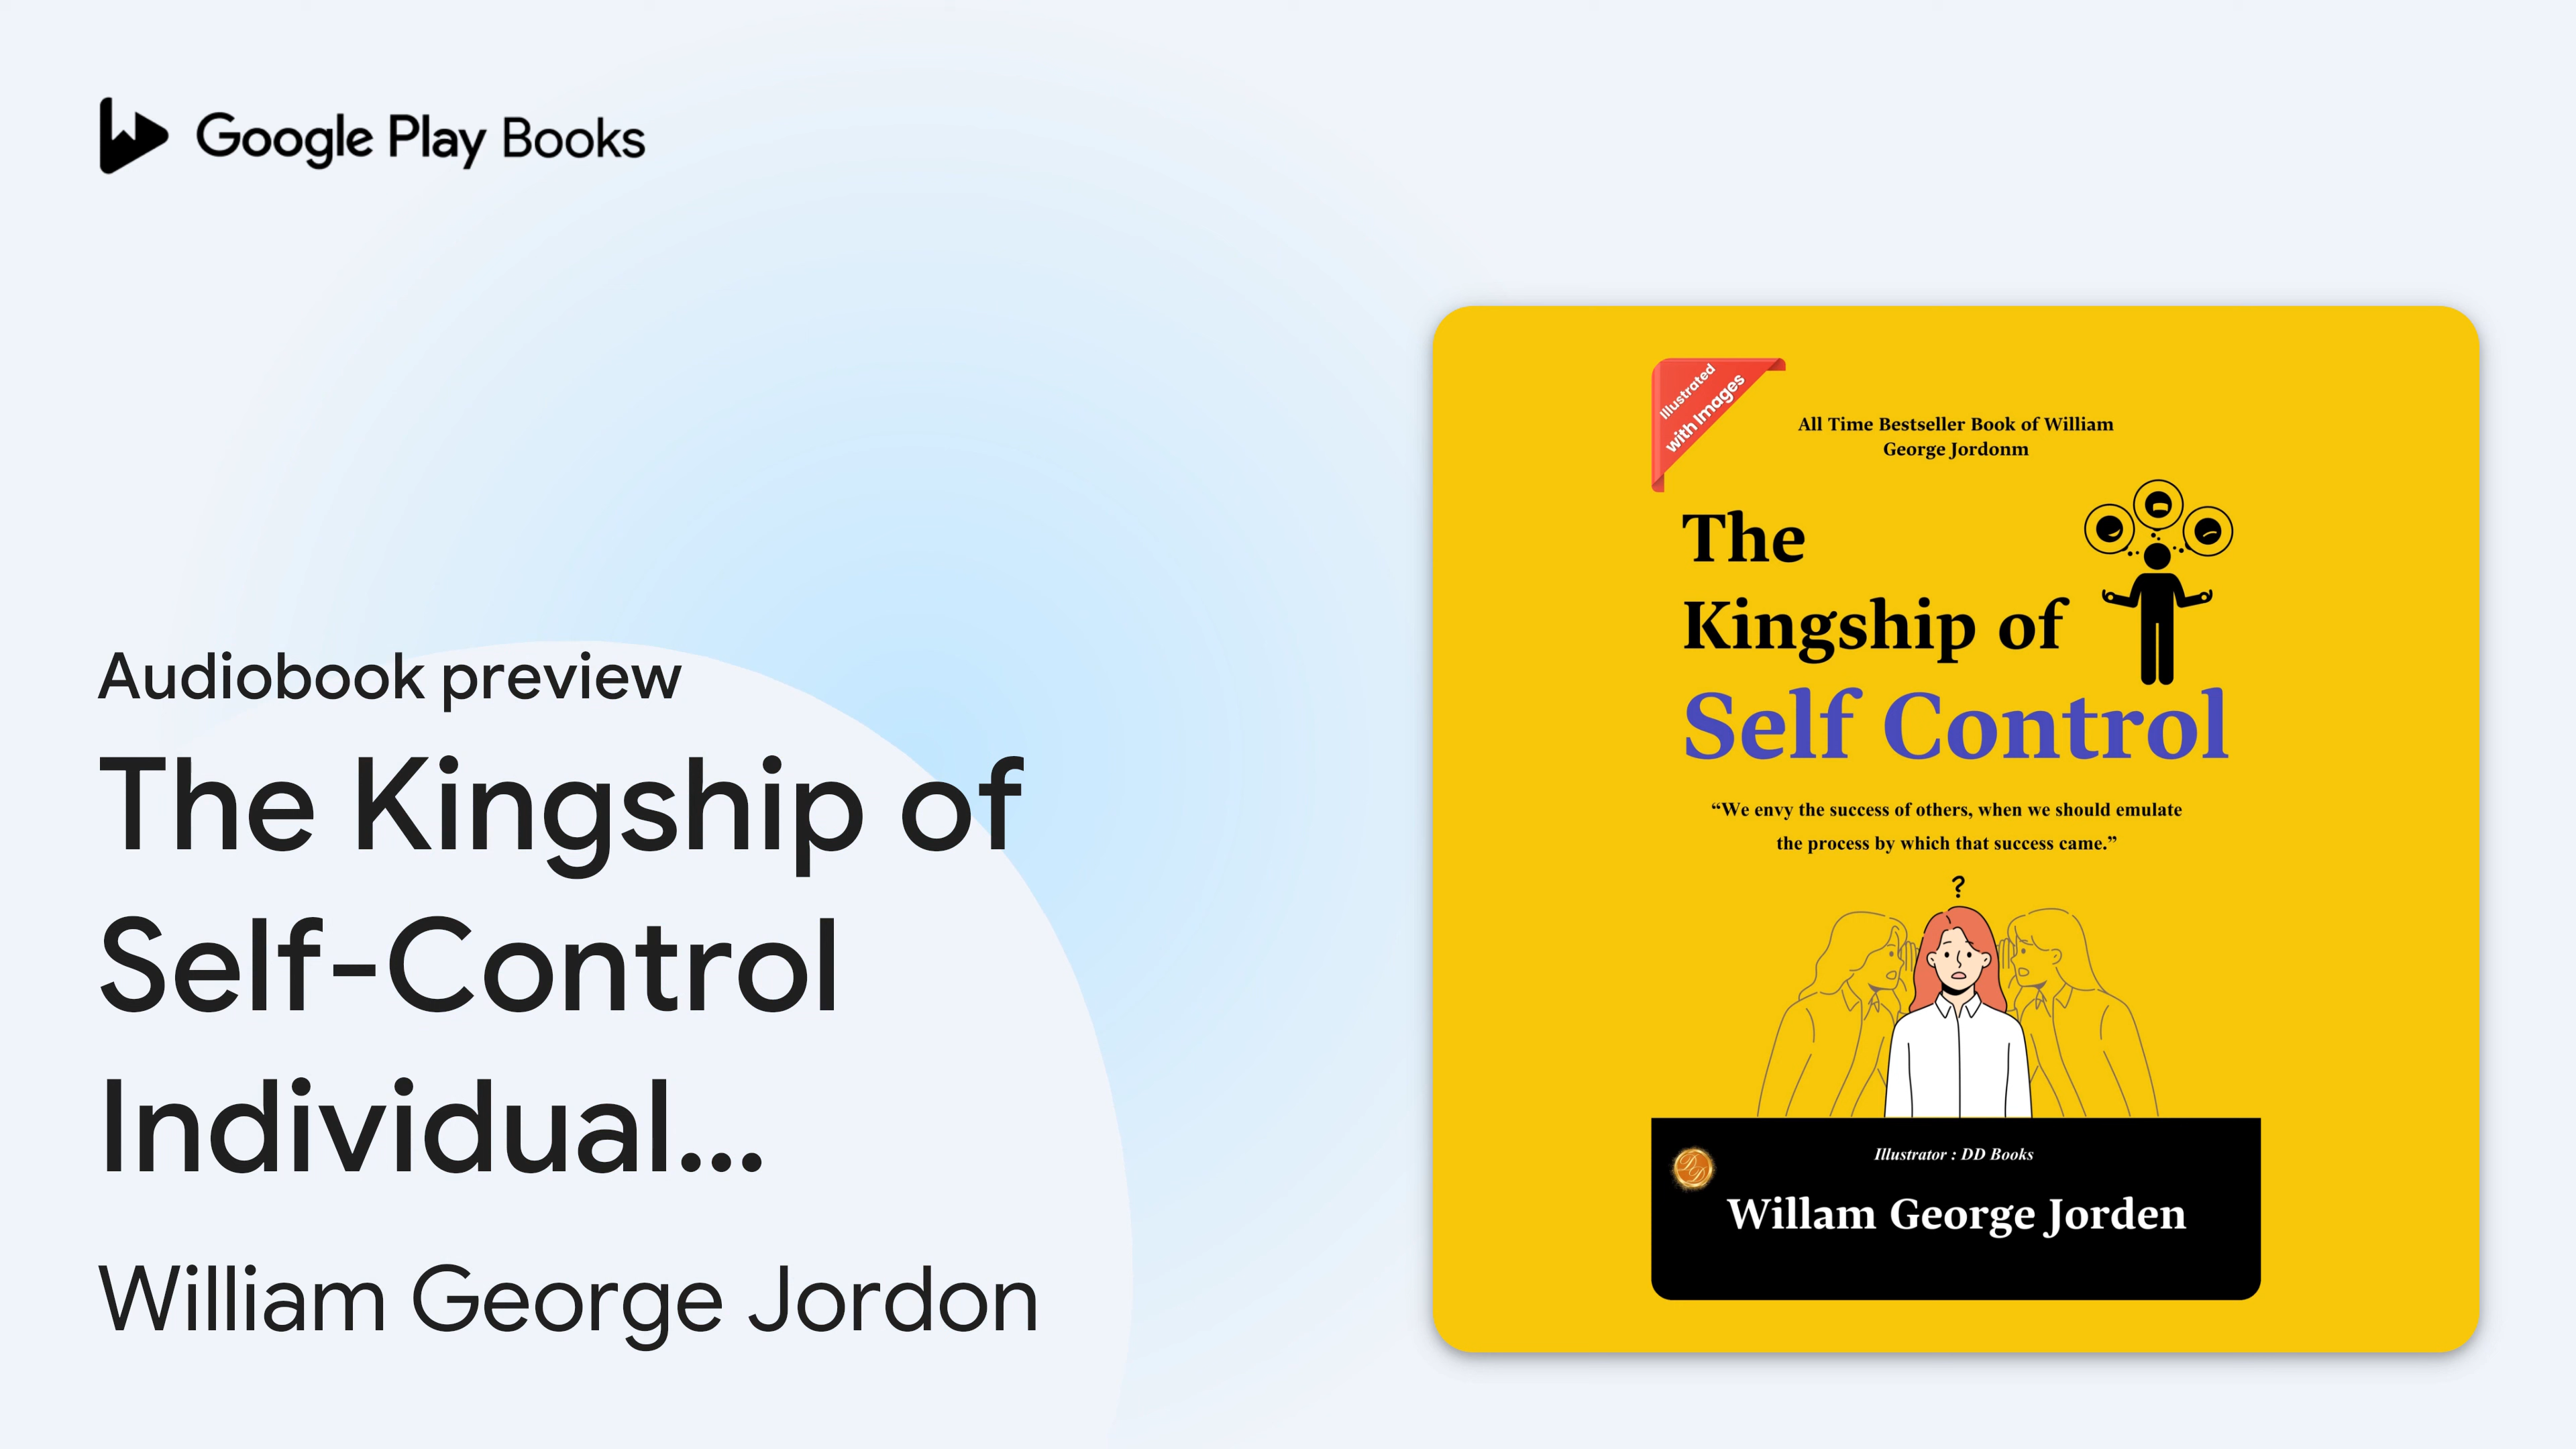 Google Play Books
Audiobook preview
The Kingship of
Self-Control
Individual...
William George Jordon
Illustrated
with Images
All Time Bestseller Book of William
George Jordonm
The
Kingship of
Self Control
“We envy the success of others, when we should emulate
the process by which that success came.”
?
Illustrator : DD Books
DD
Willam George Jorden